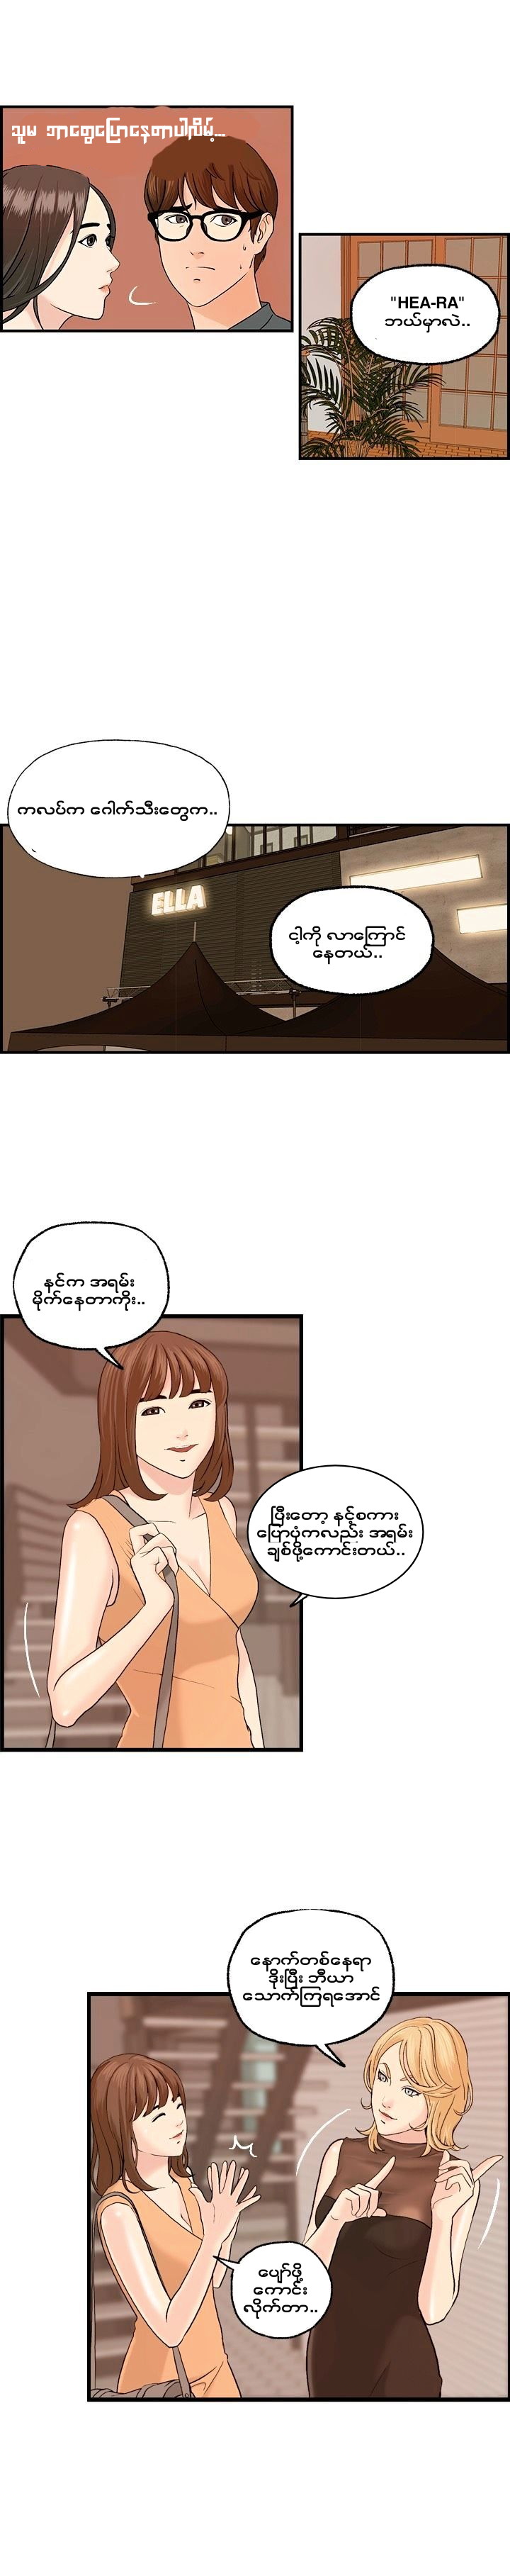 သူမ ဘာတွေပြောနေတာပါလိမ့်...
"HEA-RA"
ဘယ်မှာလဲ..
ကလပ်က ဂေါက်သီးတွေက..
ELLA
ငါ့ကို လာကြောင်
နေတယ်..
နင်က အရမ်း
မိုက်နေတာကိုး..
ပြီးတော့ နင့်စကား
ပြောပုံကလည်း အရမ်း
ချစ်ဖို့ကောင်းတယ်..
နောက်တစ်နေရာ
ဒိုးပြီး ဘီယာ
သောက်ကြရအောင်
ပျော်ဖို့
ကောင်း
လိုက်တာ..